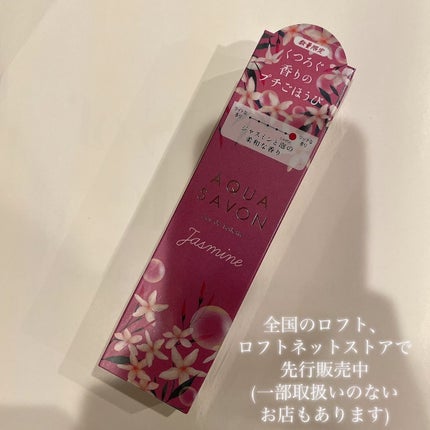 数量限定
くつろぐ
香りの
プチごほうび
ジャスミンと泡の
柔和な香り
AQUA
SAVON
Jasmine
全国のロフト、
ロフトネットストアで
先行販売中
(一部取扱いのない
お店もあります)